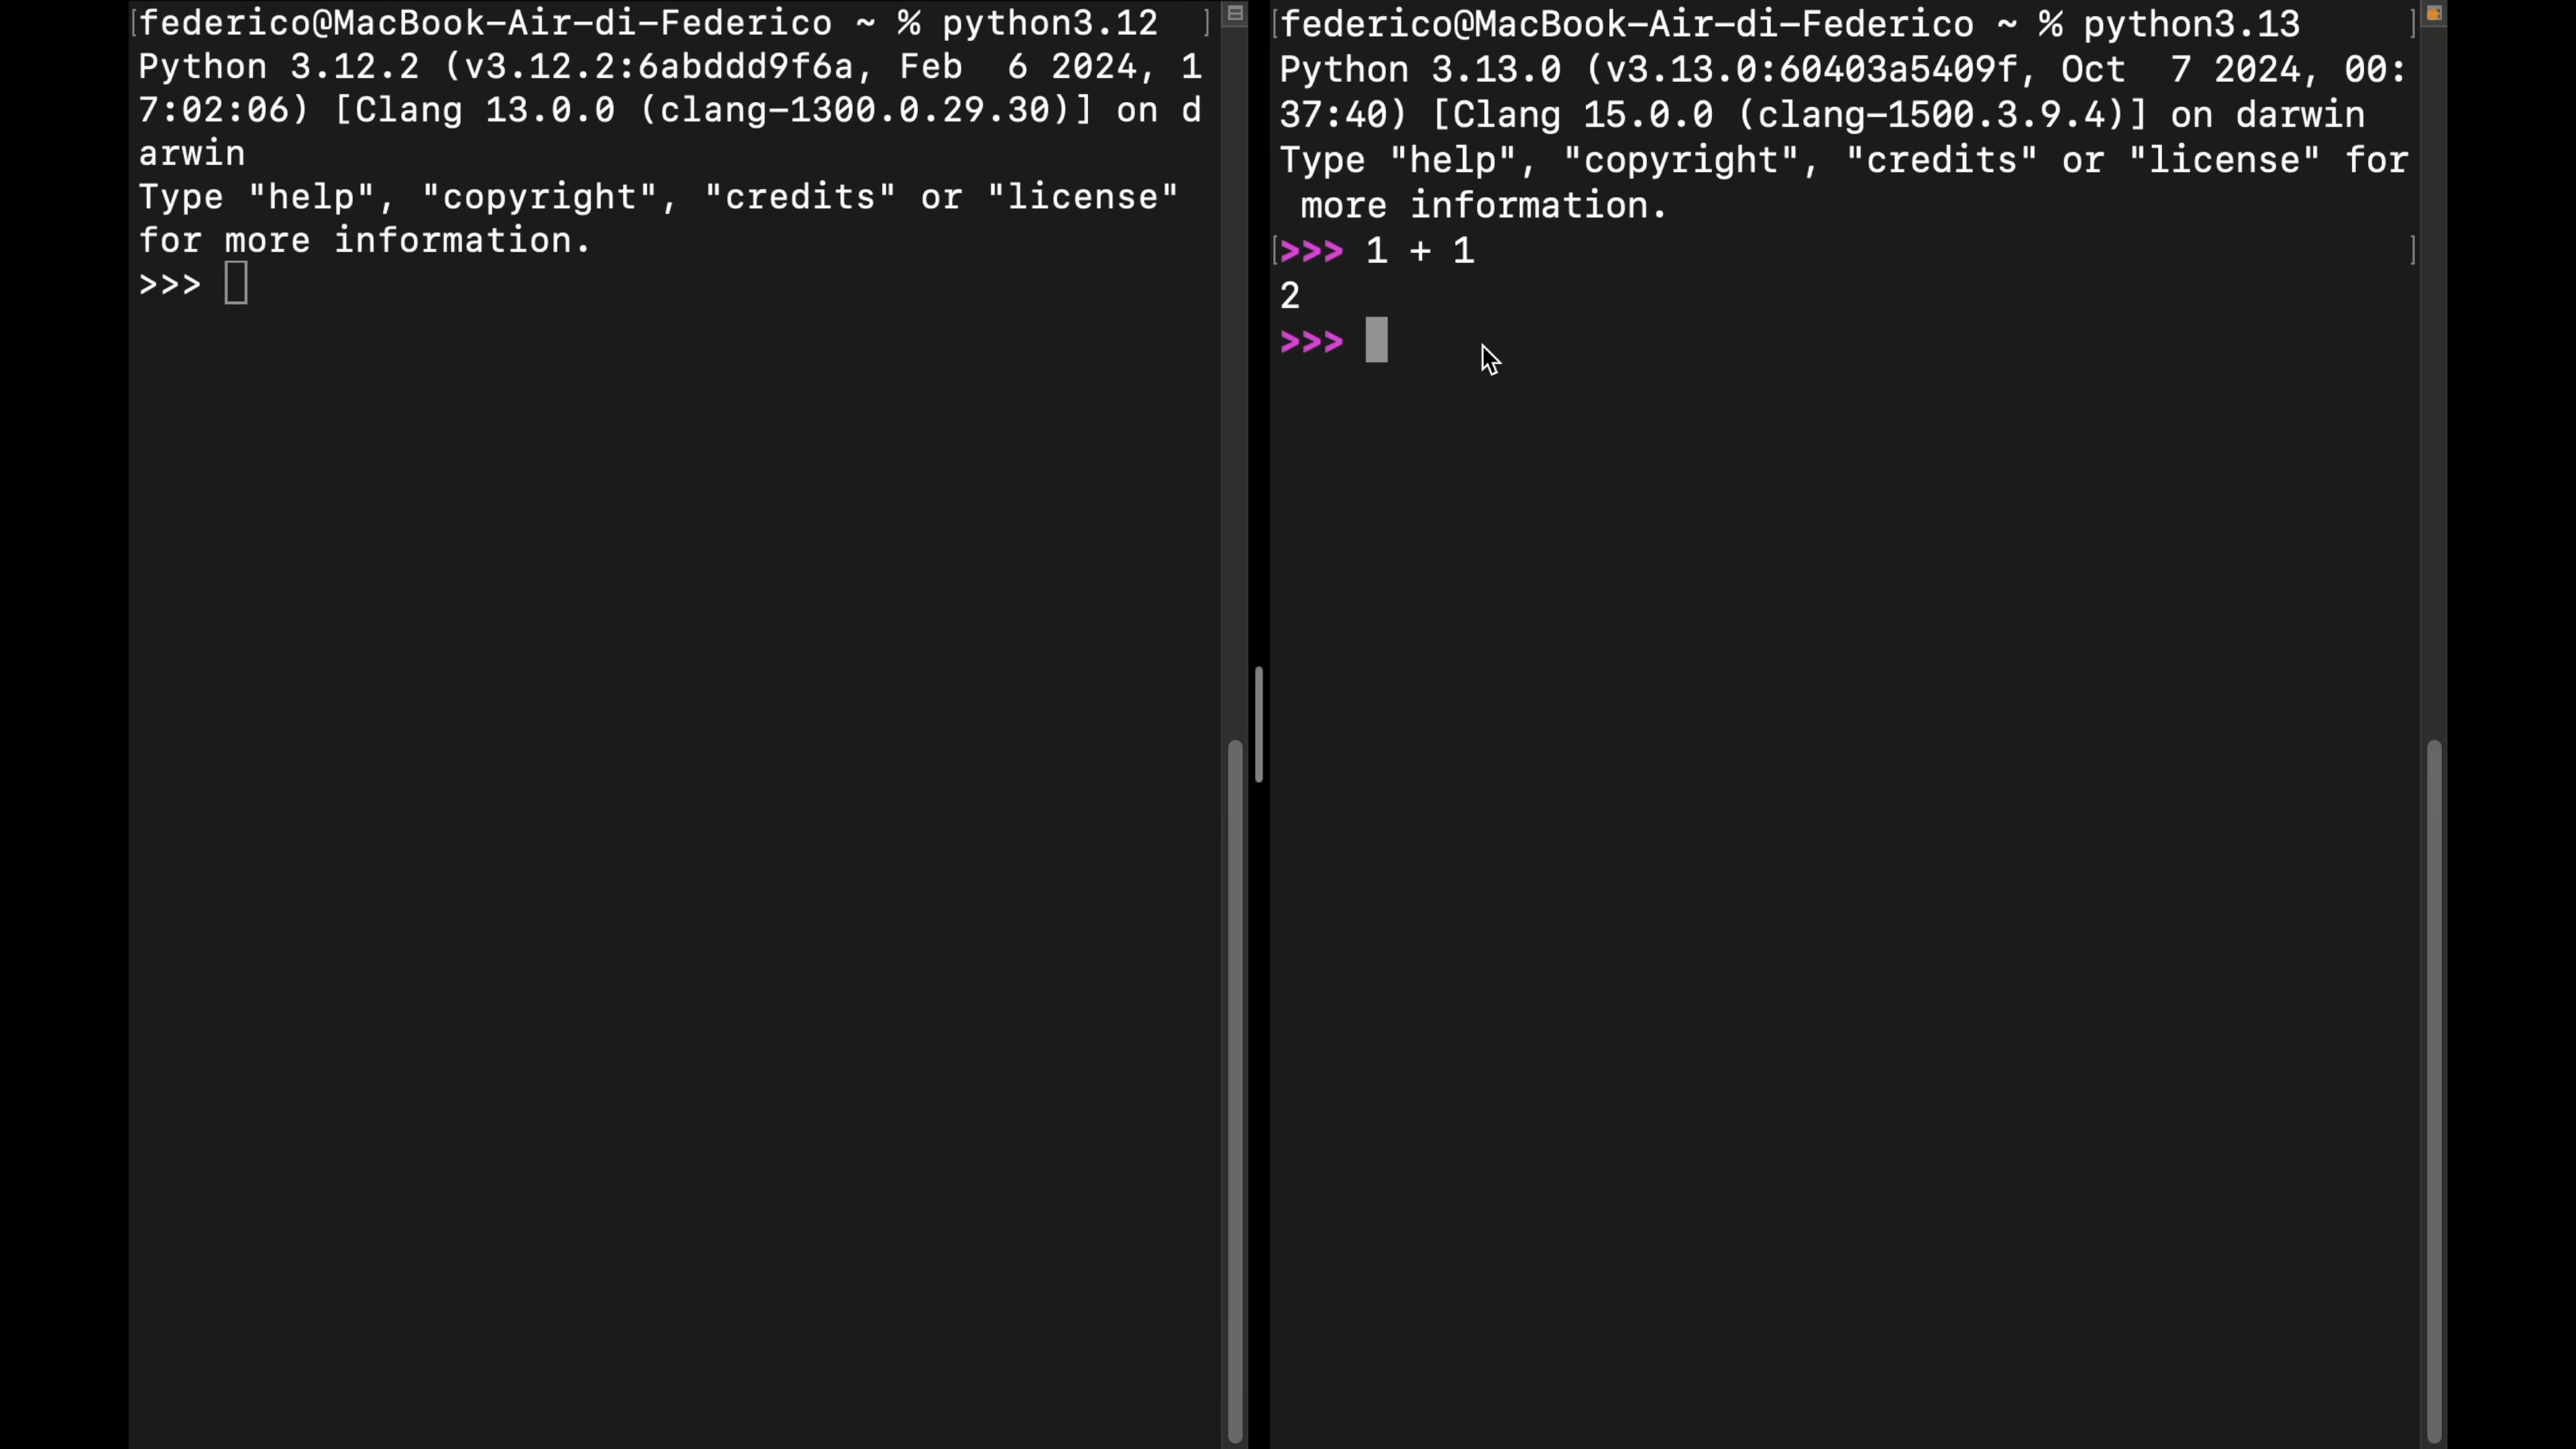 [federico@MacBook-Air-di-Federico ~ % python3.12 ]
Python 3.12.2 (v3.12.2:6abddd9f6a, Feb  6 2024, 1
7:02:06) [Clang 13.0.0 (clang-1300.0.29.30)] on d
arwin
Type "help", "copyright", "credits" or "license"
for more information.
>>>
[federico@MacBook-Air-di-Federico ~ % python3.13 ]
Python 3.13.0 (v3.13.0:60403a5409f, Oct  7 2024, 00:
37:40) [Clang 15.0.0 (clang-1500.3.9.4)] on darwin
Type "help", "copyright", "credits" or "license" for
 more information.
[>>> 1 + 1 ]
2
>>>